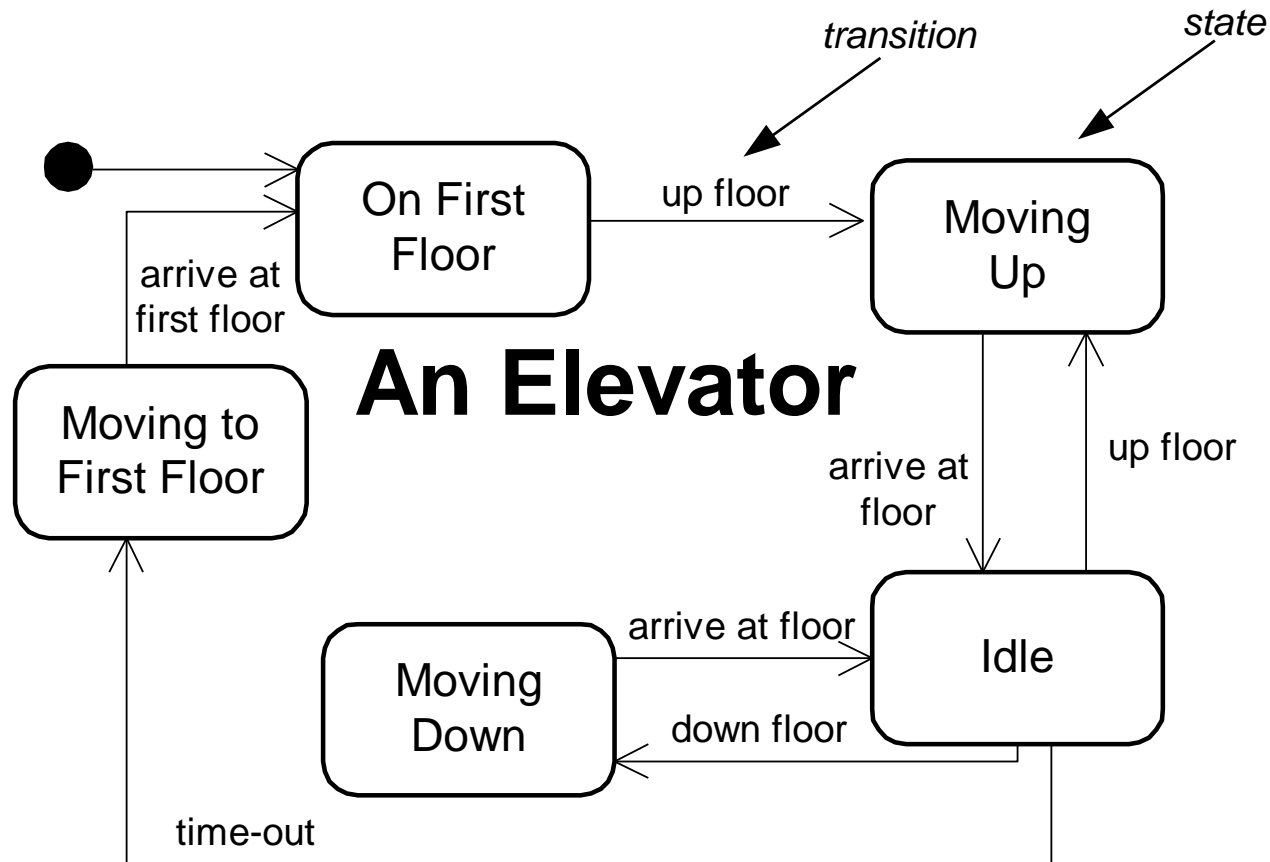 transition
state
On First
Floor
up floor
Moving
Up
arrive at
first floor
An Elevator
Moving to
First Floor
arrive at
floor
up floor
arrive at floor
Idle
Moving
Down
down floor
time-out